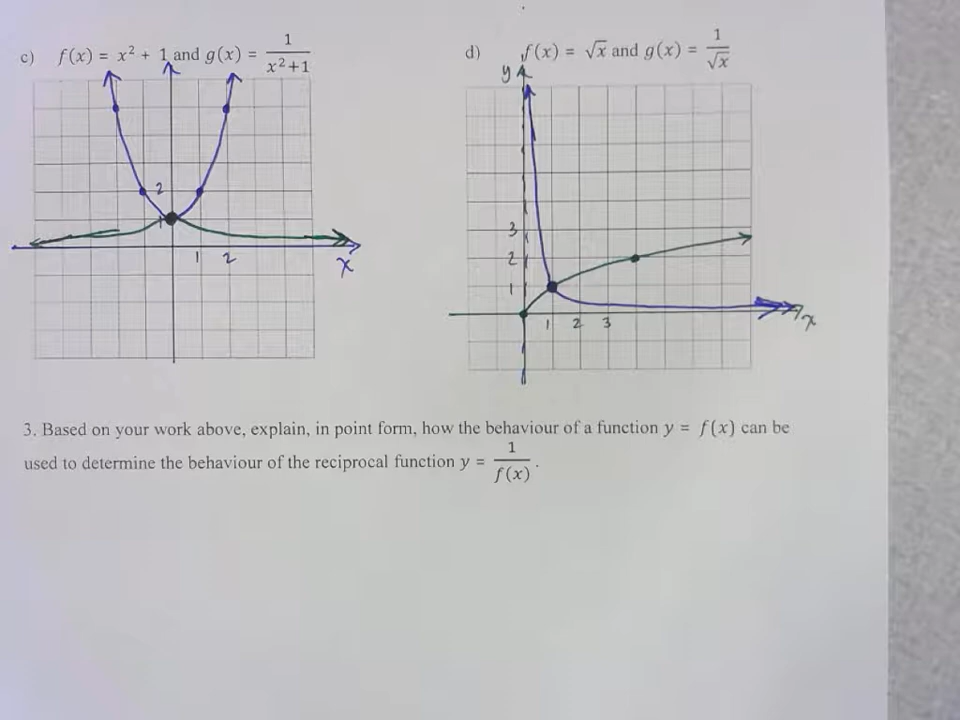 c) f(x) = x² + 1 and g(x) = 1/(x²+1)
2
1 2
x
d) f(x) = √x and g(x) = 1/√x
y
3
2
1
1 2 3
x
3. Based on your work above, explain, in point form, how the behaviour of a function y = f(x) can be
used to determine the behaviour of the reciprocal function y = 1/f(x).